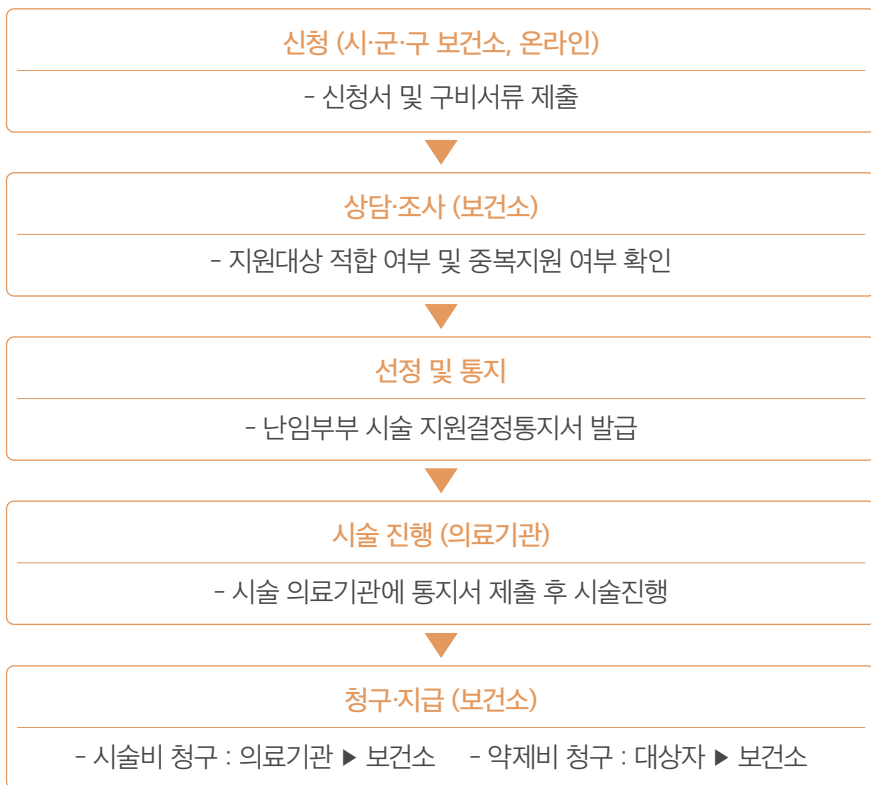 신청 (시·군·구 보건소, 온라인)
- 신청서 및 구비서류 제출
상담·조사 (보건소)
- 지원대상 적합 여부 및 중복지원 여부 확인
선정 및 통지
- 난임부부 시술 지원결정통지서 발급
시술 진행 (의료기관)
- 시술 의료기관에 통지서 제출 후 시술진행
청구·지급 (보건소)
- 시술비 청구 : 의료기관 ▶ 보건소 - 약제비 청구 : 대상자 ▶ 보건소